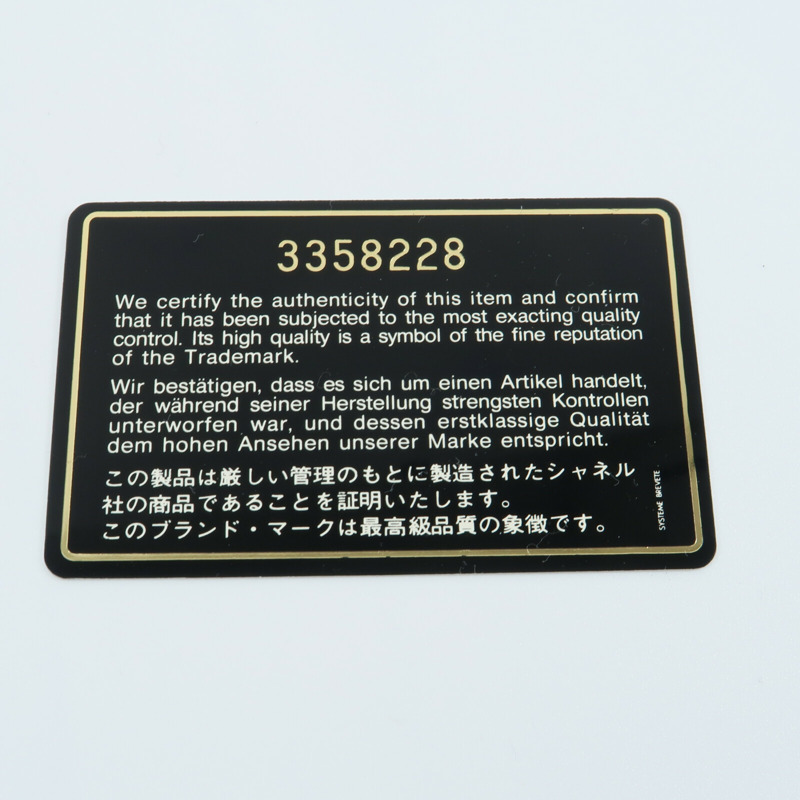 3358228
We certify the authenticity of this item and confirm
that it has been subjected to the most exacting quality
control. Its high quality is a symbol of the fine reputation
of the Trademark.
Wir bestätigen, dass es sich um einen Artikel handelt,
der während seiner Herstellung strengsten Kontrollen
unterworfen war, und dessen erstklassige Qualität
dem hohen Ansehen unserer Marke entspricht.
この製品は厳しい管理のもとに製造されたシャネル
社の商品であることを証明いたします。
このブランド・マークは最高級品質の象徴です。
SYSTEME BREVETE